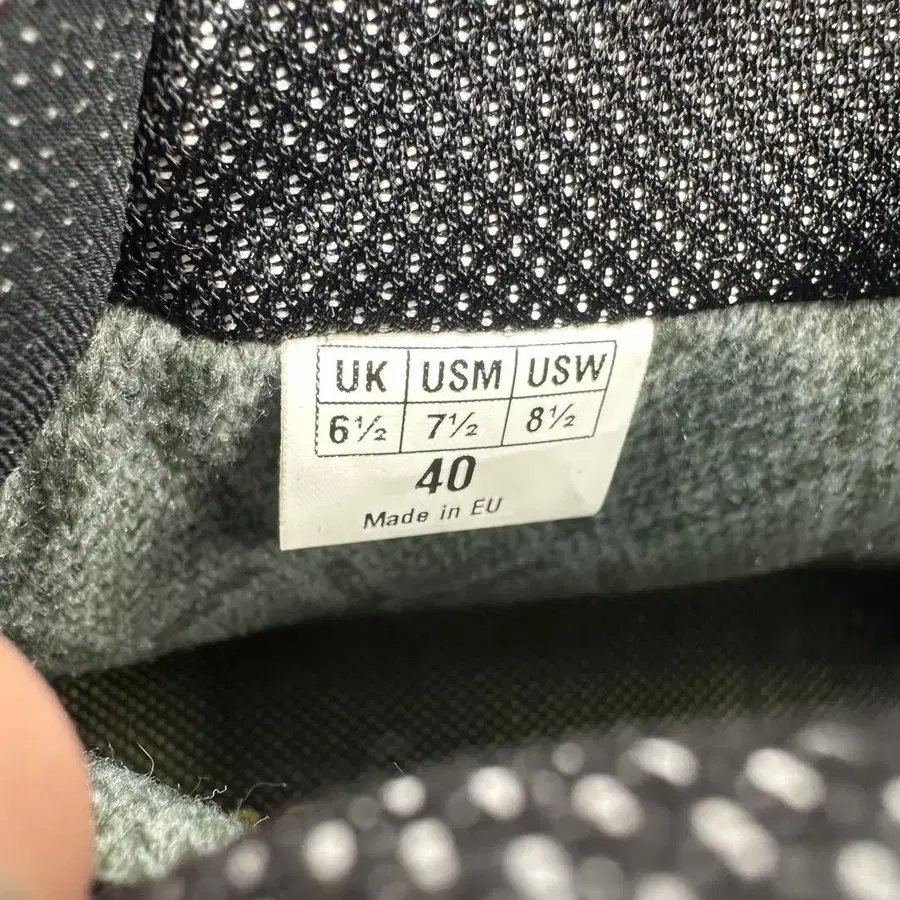 UK USM USW
6½ 7½ 8½
40
Made in EU